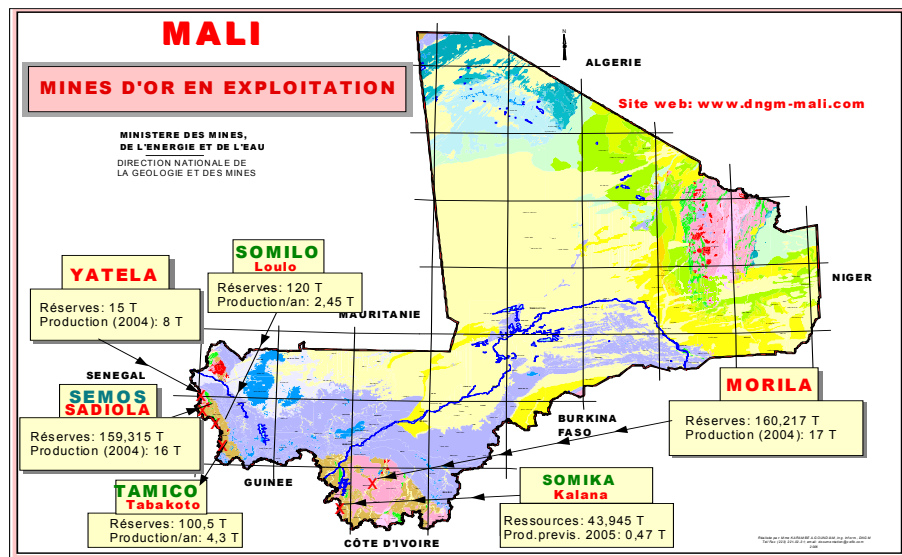 MALI
MINES D'OR EN EXPLOITATION
MINISTERE DES MINES,
DE L'ENERGIE ET DE L'EAU
DIRECTION NATIONALE DE
LA GEOLOGIE ET DES MINES
N
ALGERIE
Site web: www.dngm-mali.com
SOMILO
Loulo
Réserves: 120 T
Production/an: 2,45 T
YATELA
Réserves: 15 T
Production (2004): 8 T
MAURITANIE
NIGER
SENEGAL
SEMOS
SADIOLA
Réserves: 159,315 T
Production (2004): 16 T
MORILA
Réserves: 160,217 T
Production (2004): 17 T
BURKINA
FASO
GUINEE
TAMICO
Tabakoto
Réserves: 100,5 T
Production/an: 4,3 T
SOMIKA
Kalana
Ressources: 43,945 T
Prod.previs. 2005: 0,47 T
CÔTE D'IVOIRE